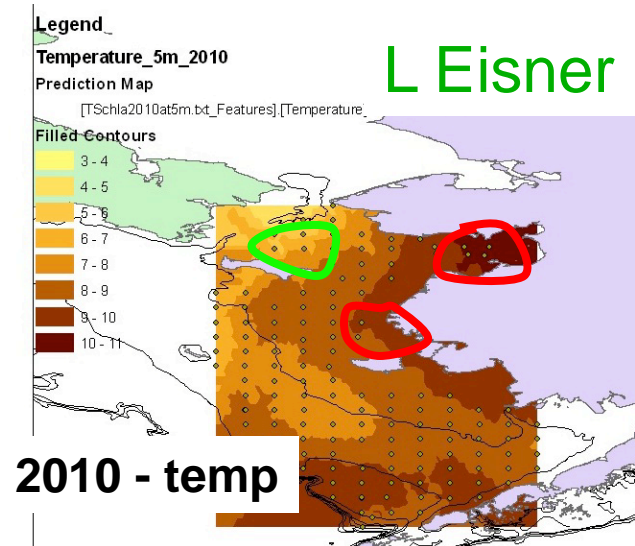 Legend
Temperature_5m_2010
L Eisner
Prediction Map
[TSchla2010at5m.txt_Features].[Temperature
Filled Contours
3 - 4
4 - 5
5 - 6
6 - 7
7 - 8
8 - 9
9 - 10
10 - 11
2010 - temp